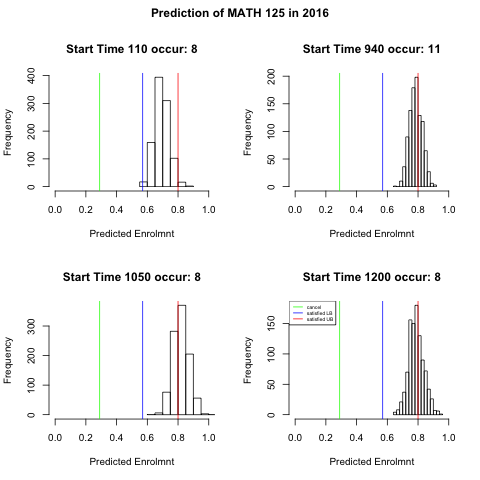 Prediction of MATH 125 in 2016
Start Time 110 occur: 8
Frequency
400
300
200
100
0
0.0 0.2 0.4 0.6 0.8 1.0
Predicted Enrolmnt
Start Time 940 occur: 11
Frequency
200
150
100
50
0
0.0 0.2 0.4 0.6 0.8 1.0
Predicted Enrolmnt
Start Time 1050 occur: 8
Frequency
300
200
100
0
0.0 0.2 0.4 0.6 0.8 1.0
Predicted Enrolmnt
Start Time 1200 occur: 8
cancel
satisfied LB
satisfied UB
Frequency
150
100
50
0
0.0 0.2 0.4 0.6 0.8 1.0
Predicted Enrolmnt